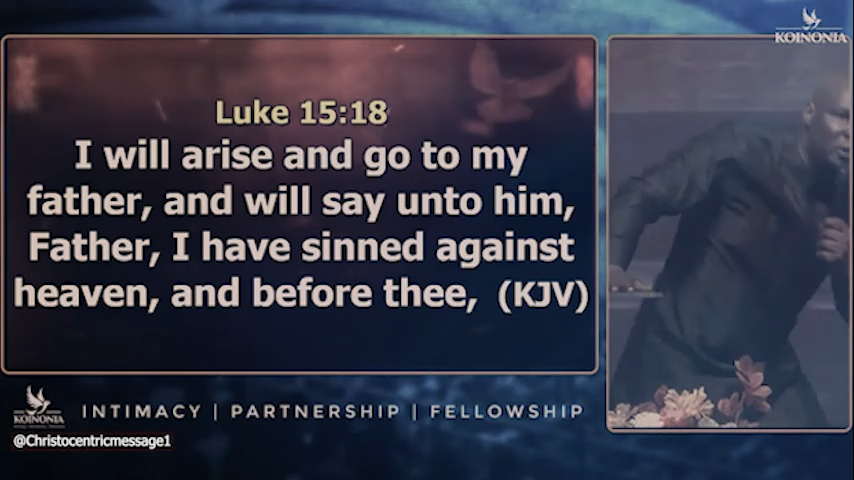 KOINONIA
Luke 15:18
I will arise and go to my
father, and will say unto him,
Father, I have sinned against
heaven, and before thee, (KJV)
KOINONIA
INTIMACY | PARTNERSHIP | FELLOWSHIP
@Christocentricmessage1